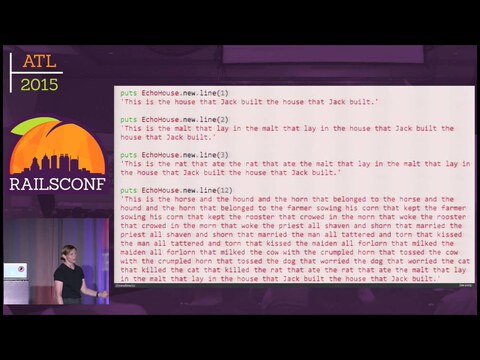 ATL
2015
RAILSCONF
puts EchoHouse.new.line(1)
'This is the house that Jack built the house that Jack built.'
puts EchoHouse.new.line(2)
'This is the malt that lay in the malt that lay in the house that Jack built the
house that Jack built.'
puts EchoHouse.new.line(3)
'This is the rat that ate the rat that ate the malt that lay in the malt that lay in
the house that Jack built the house that Jack built.'
puts EchoHouse.new.line(12)
'This is the horse and the hound and the horn that belonged to the horse and the
hound and the horn that belonged to the farmer sowing his corn that kept the farmer
sowing his corn that kept the rooster that crowed in the morn that woke the rooster
that crowed in the morn that woke the priest all shaven and shorn that married the
priest all shaven and shorn that married the man all tattered and torn that kissed
the man all tattered and torn that kissed the maiden all forlorn that milked the
maiden all forlorn that milked the cow with the crumpled horn that tossed the cow
with the crumpled horn that tossed the dog that worried the dog that worried the cat
that killed the cat that killed the rat that ate the rat that ate the malt that lay
in the malt that lay in the house that Jack built the house that Jack built.'